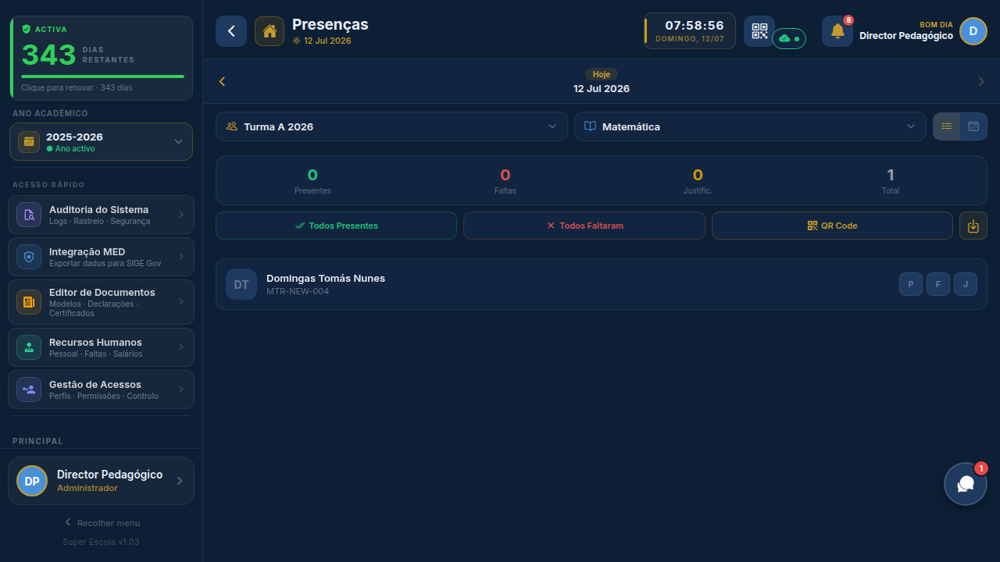 ACTIVA
343 DIAS RESTANTES
Clique para renovar · 343 dias
ANO ACADÉMICO
2025-2026
Ano activo
ACESSO RÁPIDO
Auditoria do Sistema
Logs · Rastreio · Segurança
Integração MED
Exportar dados para SIGE Gov
Editor de Documentos
Modelos · Declarações ·
Certificados
Recursos Humanos
Pessoal · Faltas · Salários
Gestão de Acessos
Perfis · Permissões · Controlo
PRINCIPAL
DP
Director Pedagógico
Administrador
Recolher menu
Super Escola v1.03
Presenças
12 Jul 2026
07:58:56
DOMINGO, 12/07
8
BOM DIA
Director Pedagógico
D
Hoje
12 Jul 2026
Turma A 2026
Matemática
0 0 0 1
Presentes Faltas Justific. Total
Todos Presentes
Todos Faltaram
QR Code
DT
Domingas Tomás Nunes
MTR-NEW-004
P F J
1